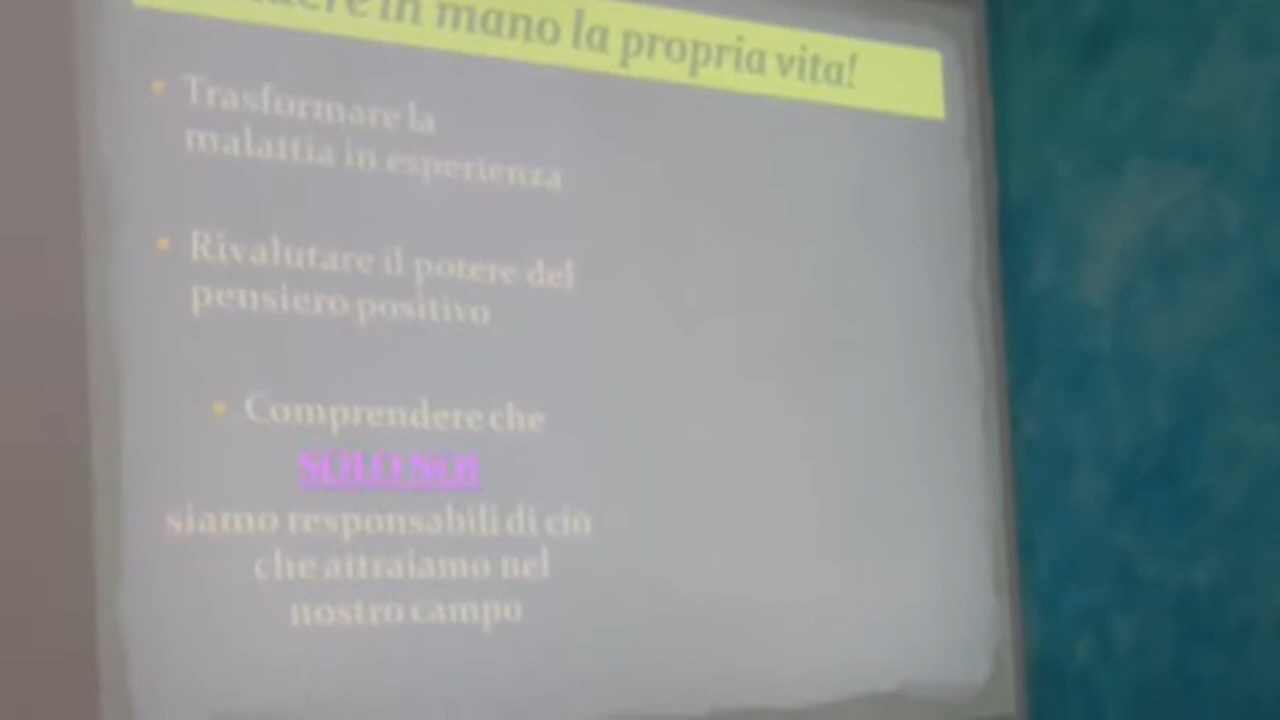 in mano la propria vita!
• Trasformare la
malattia in esperienza
• Rivalutare il potere del
pensiero positivo
• Comprendere che
SOLO NOI
siamo responsabili di ciò
che attraiamo nel
nostro campo